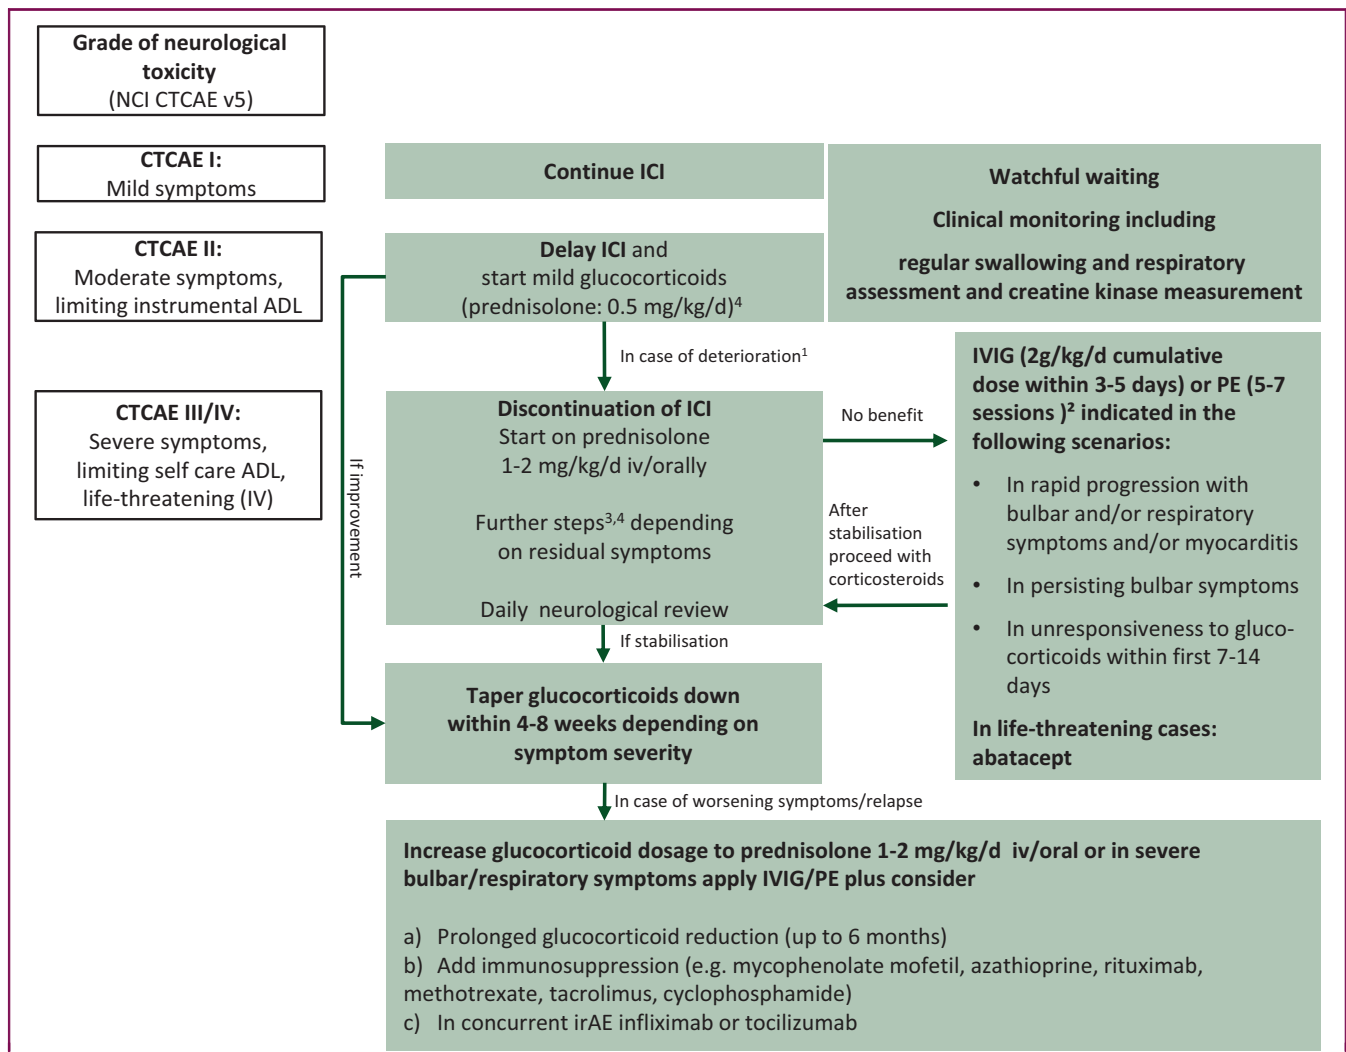 Grade of neurological
toxicity
(NCI CTCAE v5)
CTCAE I:
Mild symptoms
Continue ICI
Watchful waiting
Clinical monitoring including
regular swallowing and respiratory
assessment and creatine kinase measurement
CTCAE II:
Moderate symptoms,
limiting instrumental ADL
Delay ICI and
start mild glucocorticoids
(prednisolone: 0.5 mg/kg/d)⁴
In case of deterioration¹
CTCAE III/IV:
Severe symptoms,
limiting self care ADL,
life-threatening (IV)
If improvement
Discontinuation of ICI
Start on prednisolone
1-2 mg/kg/d iv/orally
Further steps³,⁴ depending
on residual symptoms
Daily neurological review
No benefit
After
stabilisation
proceed with
corticosteroids
IVIG (2g/kg/d cumulative
dose within 3-5 days) or PE (5-7
sessions )² indicated in the
following scenarios:
• In rapid progression with
bulbar and/or respiratory
symptoms and/or myocarditis
• In persisting bulbar symptoms
• In unresponsiveness to gluco-
corticoids within first 7-14
days
In life-threatening cases:
abatacept
If stabilisation
Taper glucocorticoids down
within 4-8 weeks depending on
symptom severity
In case of worsening symptoms/relapse
Increase glucocorticoid dosage to prednisolone 1-2 mg/kg/d iv/oral or in severe
bulbar/respiratory symptoms apply IVIG/PE plus consider
a) Prolonged glucocorticoid reduction (up to 6 months)
b) Add immunosuppression (e.g. mycophenolate mofetil, azathioprine, rituximab,
methotrexate, tacrolimus, cyclophosphamide)
c) In concurrent irAE infliximab or tocilizumab